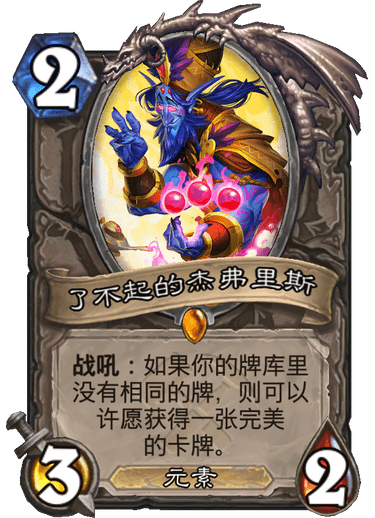 2
了不起的杰弗里斯
战吼：如果你的牌库里
没有相同的牌，则可以
许愿获得一张完美
的卡牌。
元素
3
2